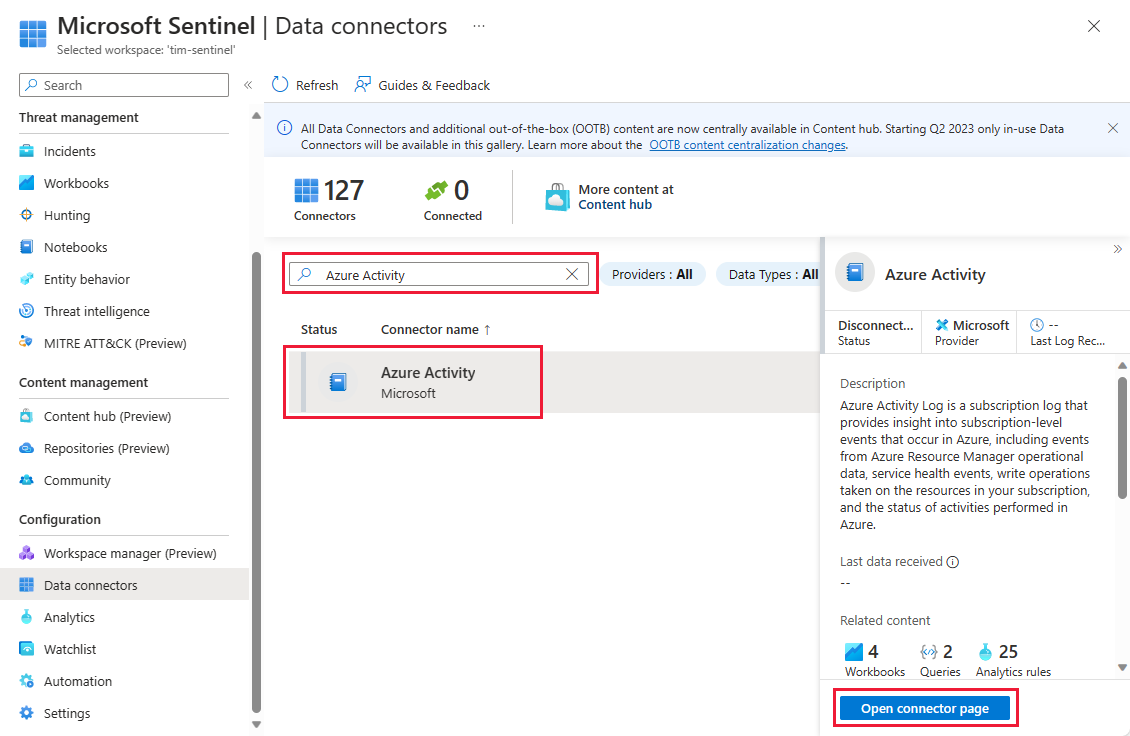 Microsoft Sentinel | Data connectors ...
Selected workspace: 'tim-sentinel'
Search
«
Threat management
Incidents
Workbooks
Hunting
Notebooks
Entity behavior
Threat intelligence
MITRE ATT&CK (Preview)
Content management
Content hub (Preview)
Repositories (Preview)
Community
Configuration
Workspace manager (Preview)
Data connectors
Analytics
Watchlist
Automation
Settings
Refresh
Guides & Feedback
All Data Connectors and additional out-of-the-box (OOTB) content are now centrally available in Content hub. Starting Q2 2023 only in-use Data
Connectors will be available in this gallery. Learn more about the OOTB content centralization changes.
127
Connectors
0
Connected
More content at
Content hub
Azure Activity
Providers : All
Data Types : All
Status
Connector name ↑
Azure Activity
Microsoft
»
Azure Activity
Disconnect...
Status
Microsoft
Provider
--
Last Log Rec...
Description
Azure Activity Log is a subscription log that
provides insight into subscription-level
events that occur in Azure, including events
from Azure Resource Manager operational
data, service health events, write operations
taken on the resources in your subscription,
and the status of activities performed in
Azure.
Last data received
--
Related content
4
Workbooks
2
Queries
25
Analytics rules
Open connector page